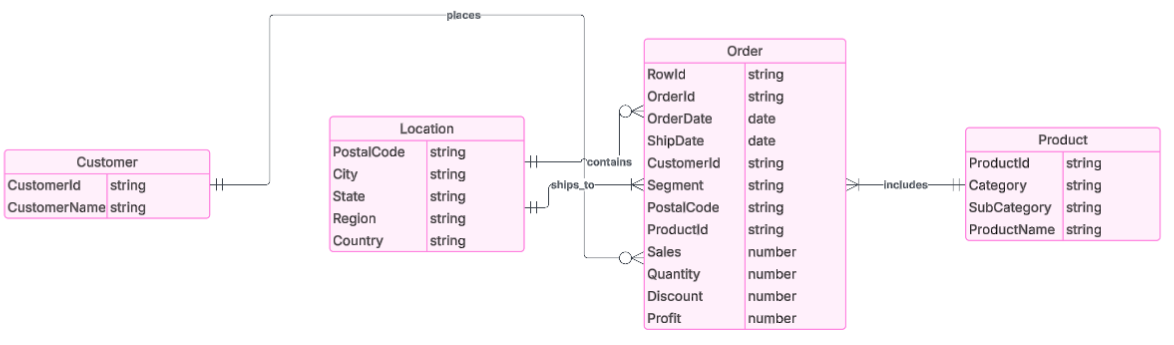 places
Customer
CustomerId string
CustomerName string
Location
PostalCode string
City string
State string
Region string
Country string
contains
ships_to
Order
RowId string
OrderId string
OrderDate date
ShipDate date
CustomerId string
Segment string
PostalCode string
ProductId string
Sales number
Quantity number
Discount number
Profit number
includes
Product
ProductId string
Category string
SubCategory string
ProductName string